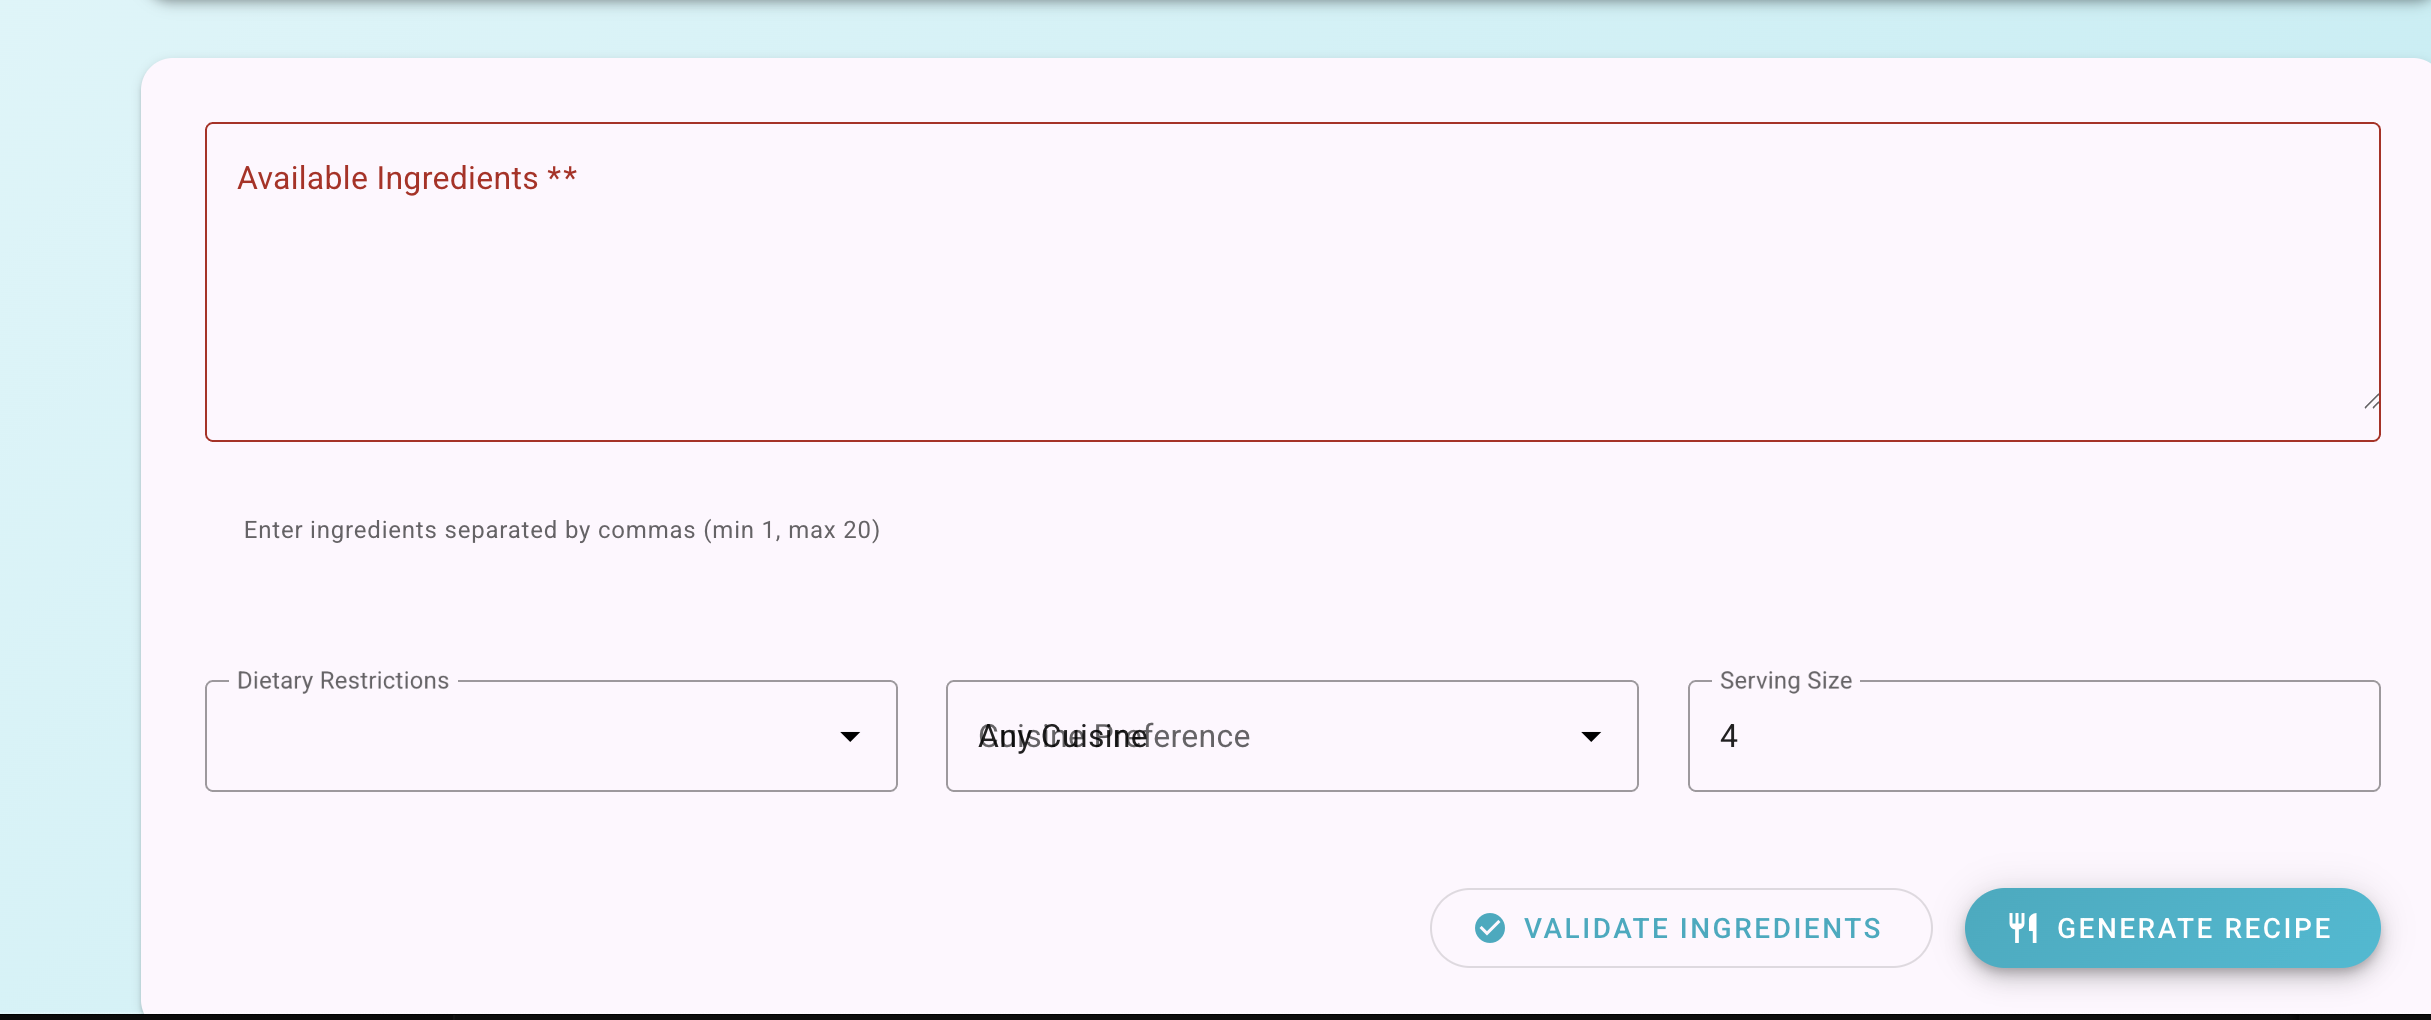 Available Ingredients **
Enter ingredients separated by commas (min 1, max 20)
Dietary Restrictions
Cuisine Preference
Any Cuisine
Serving Size
4
VALIDATE INGREDIENTS
GENERATE RECIPE